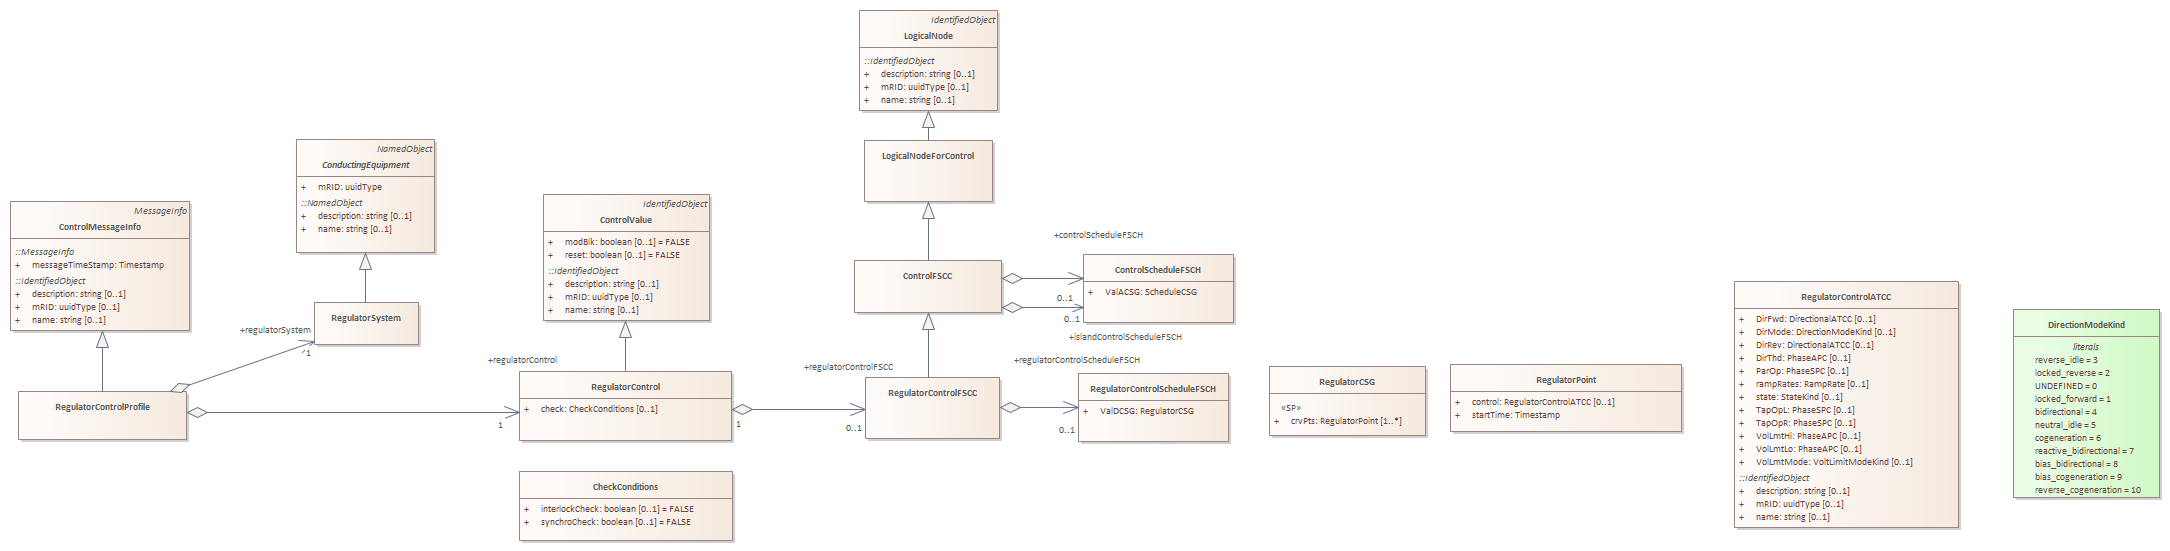 IdentifiedObject
LogicalNode
::IdentifiedObject
+ description: string [0..1]
+ mRID: uuidType [0..1]
+ name: string [0..1]
LogicalNodeForControl
NamedObject
ConductingEquipment
+ mRID: uuidType
::NamedObject
+ description: string [0..1]
+ name: string [0..1]
MessageInfo
ControlMessageInfo
::MessageInfo
+ messageTimeStamp: Timestamp
::IdentifiedObject
+ description: string [0..1]
+ mRID: uuidType [0..1]
+ name: string [0..1]
IdentifiedObject
ControlValue
+ modBlk: boolean [0..1] = FALSE
+ reset: boolean [0..1] = FALSE
::IdentifiedObject
+ description: string [0..1]
+ mRID: uuidType [0..1]
+ name: string [0..1]
RegulatorSystem
+regulatorSystem
1
RegulatorControlProfile
+regulatorControl
1
RegulatorControl
+ check: CheckConditions [0..1]
1
CheckConditions
+ interlockCheck: boolean [0..1] = FALSE
+ synchroCheck: boolean [0..1] = FALSE
+controlScheduleFSCH
ControlFSCC
0..1
0..1
ControlScheduleFSCH
+ ValACSG: ScheduleCSG
+islandControlScheduleFSCH
+regulatorControlFSCC
0..1
RegulatorControlFSCC
+regulatorControlScheduleFSCH
0..1
RegulatorControlScheduleFSCH
+ ValDCSG: RegulatorCSG
RegulatorCSG
«SP»
+ crvPts: RegulatorPoint [1..*]
RegulatorPoint
+ control: RegulatorControlATCC [0..1]
+ startTime: Timestamp
RegulatorControlATCC
+ DirFwd: DirectionalATCC [0..1]
+ DirMode: DirectionModeKind [0..1]
+ DirRev: DirectionalATCC [0..1]
+ DirThd: PhaseAPC [0..1]
+ ParOp: PhaseSPC [0..1]
+ rampRates: RampRate [0..1]
+ state: StateKind [0..1]
+ TapOpL: PhaseSPC [0..1]
+ TapOpR: PhaseSPC [0..1]
+ VolLmtHi: PhaseAPC [0..1]
+ VolLmtLo: PhaseAPC [0..1]
+ VolLmtMode: VoltLimitModeKind [0..1]
::IdentifiedObject
+ description: string [0..1]
+ mRID: uuidType [0..1]
+ name: string [0..1]
DirectionModeKind
literals
reverse_idle = 3
locked_reverse = 2
UNDEFINED = 0
locked_forward = 1
bidirectional = 4
neutral_idle = 5
cogeneration = 6
reactive_bidirectional = 7
bias_bidirectional = 8
bias_cogeneration = 9
reverse_cogeneration = 10